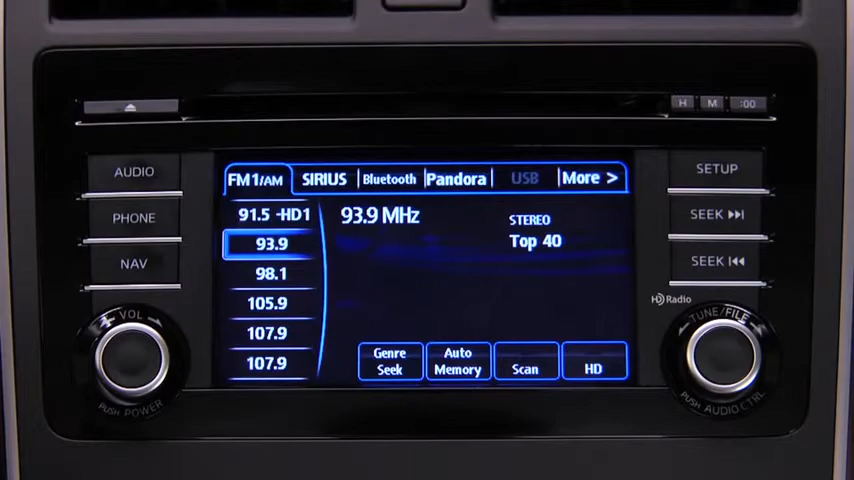 H M :00
AUDIO
PHONE
NAV
VOL
PUSH POWER
FM1/AM SIRIUS Bluetooth Pandora USB More >
91.5 -HD1
93.9
98.1
105.9
107.9
107.9
93.9 MHz
STEREO
Top 40
Genre Seek
Auto Memory
Scan
HD
SETUP
SEEK ⏭
SEEK ⏮
HD Radio
TUNE/FILE
PUSH AUDIO CTRL